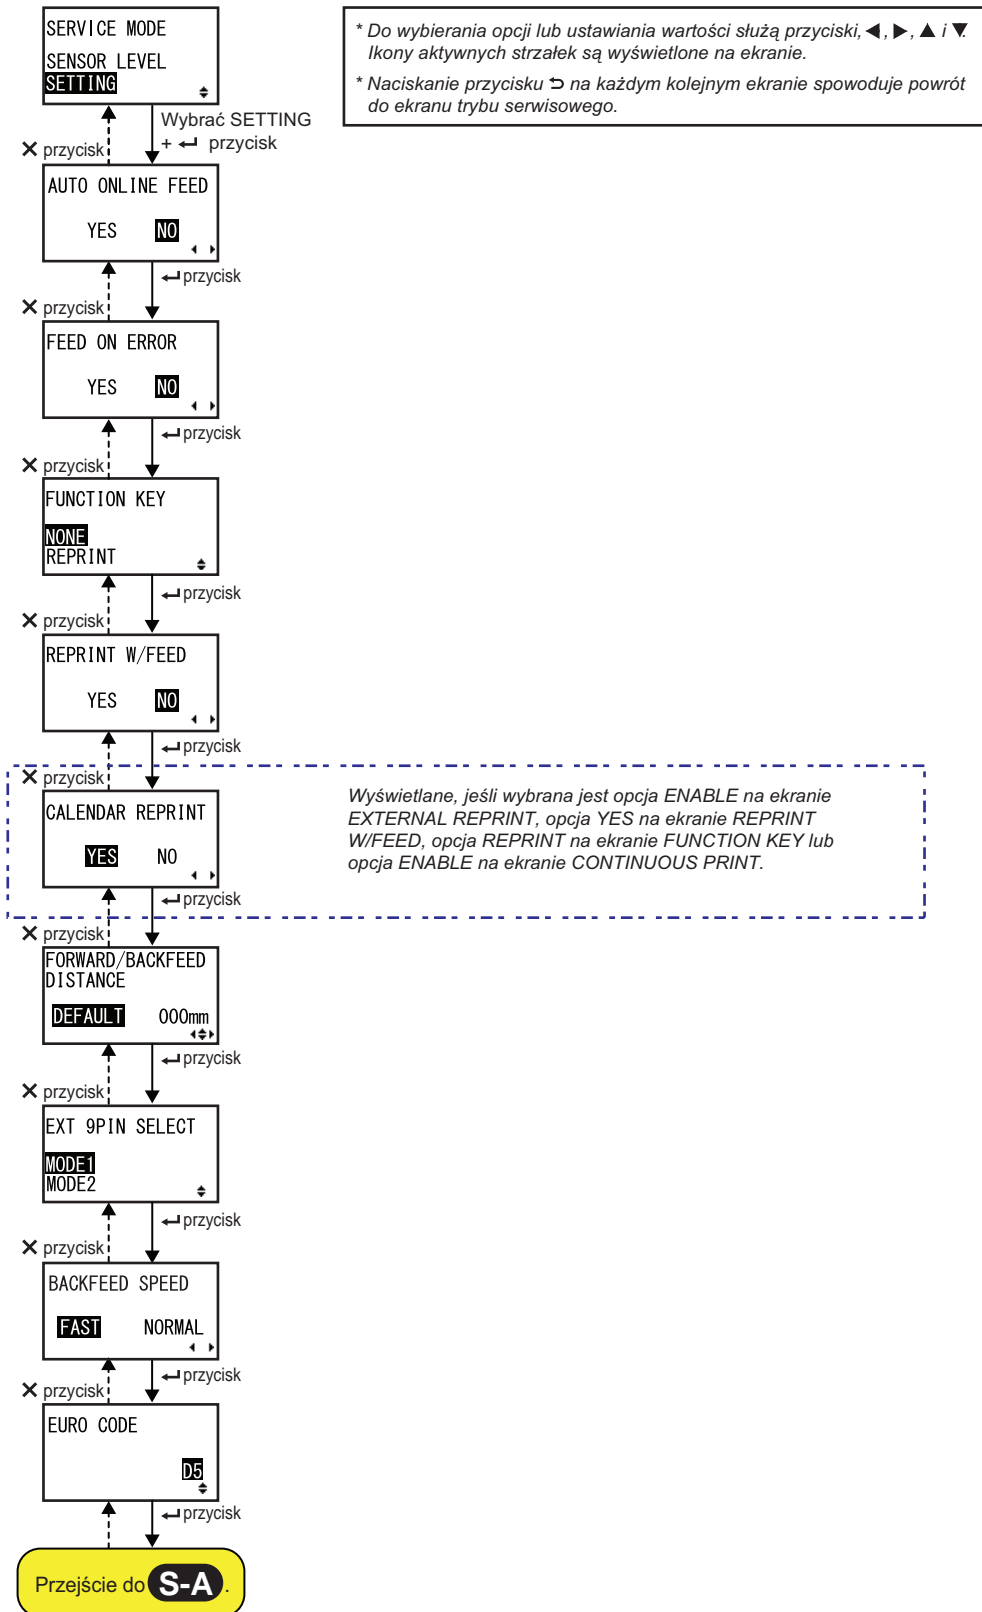 SERVICE MODE
SENSOR LEVEL
SETTING
* Do wybierania opcji lub ustawiania wartości służą przyciski, ◀, ▶, ▲ i ▼.
Ikony aktywnych strzałek są wyświetlone na ekranie.
* Naciskanie przycisku ⮌ na każdym kolejnym ekranie spowoduje powrót
do ekranu trybu serwisowego.
Wybrać SETTING
+ ↵ przycisk
✕ przycisk
AUTO ONLINE FEED
YES NO
↵ przycisk
✕ przycisk
FEED ON ERROR
YES NO
↵ przycisk
✕ przycisk
FUNCTION KEY
NONE
REPRINT
↵ przycisk
✕ przycisk
REPRINT W/FEED
YES NO
↵ przycisk
✕ przycisk
CALENDAR REPRINT
YES NO
Wyświetlane, jeśli wybrana jest opcja ENABLE na ekranie
EXTERNAL REPRINT, opcja YES na ekranie REPRINT
W/FEED, opcja REPRINT na ekranie FUNCTION KEY lub
opcja ENABLE na ekranie CONTINUOUS PRINT.
↵ przycisk
✕ przycisk
FORWARD/BACKFEED
DISTANCE
DEFAULT 000mm
↵ przycisk
✕ przycisk
EXT 9PIN SELECT
MODE1
MODE2
↵ przycisk
✕ przycisk
BACKFEED SPEED
FAST NORMAL
↵ przycisk
✕ przycisk
EURO CODE
D5
↵ przycisk
Przejście do S-A.